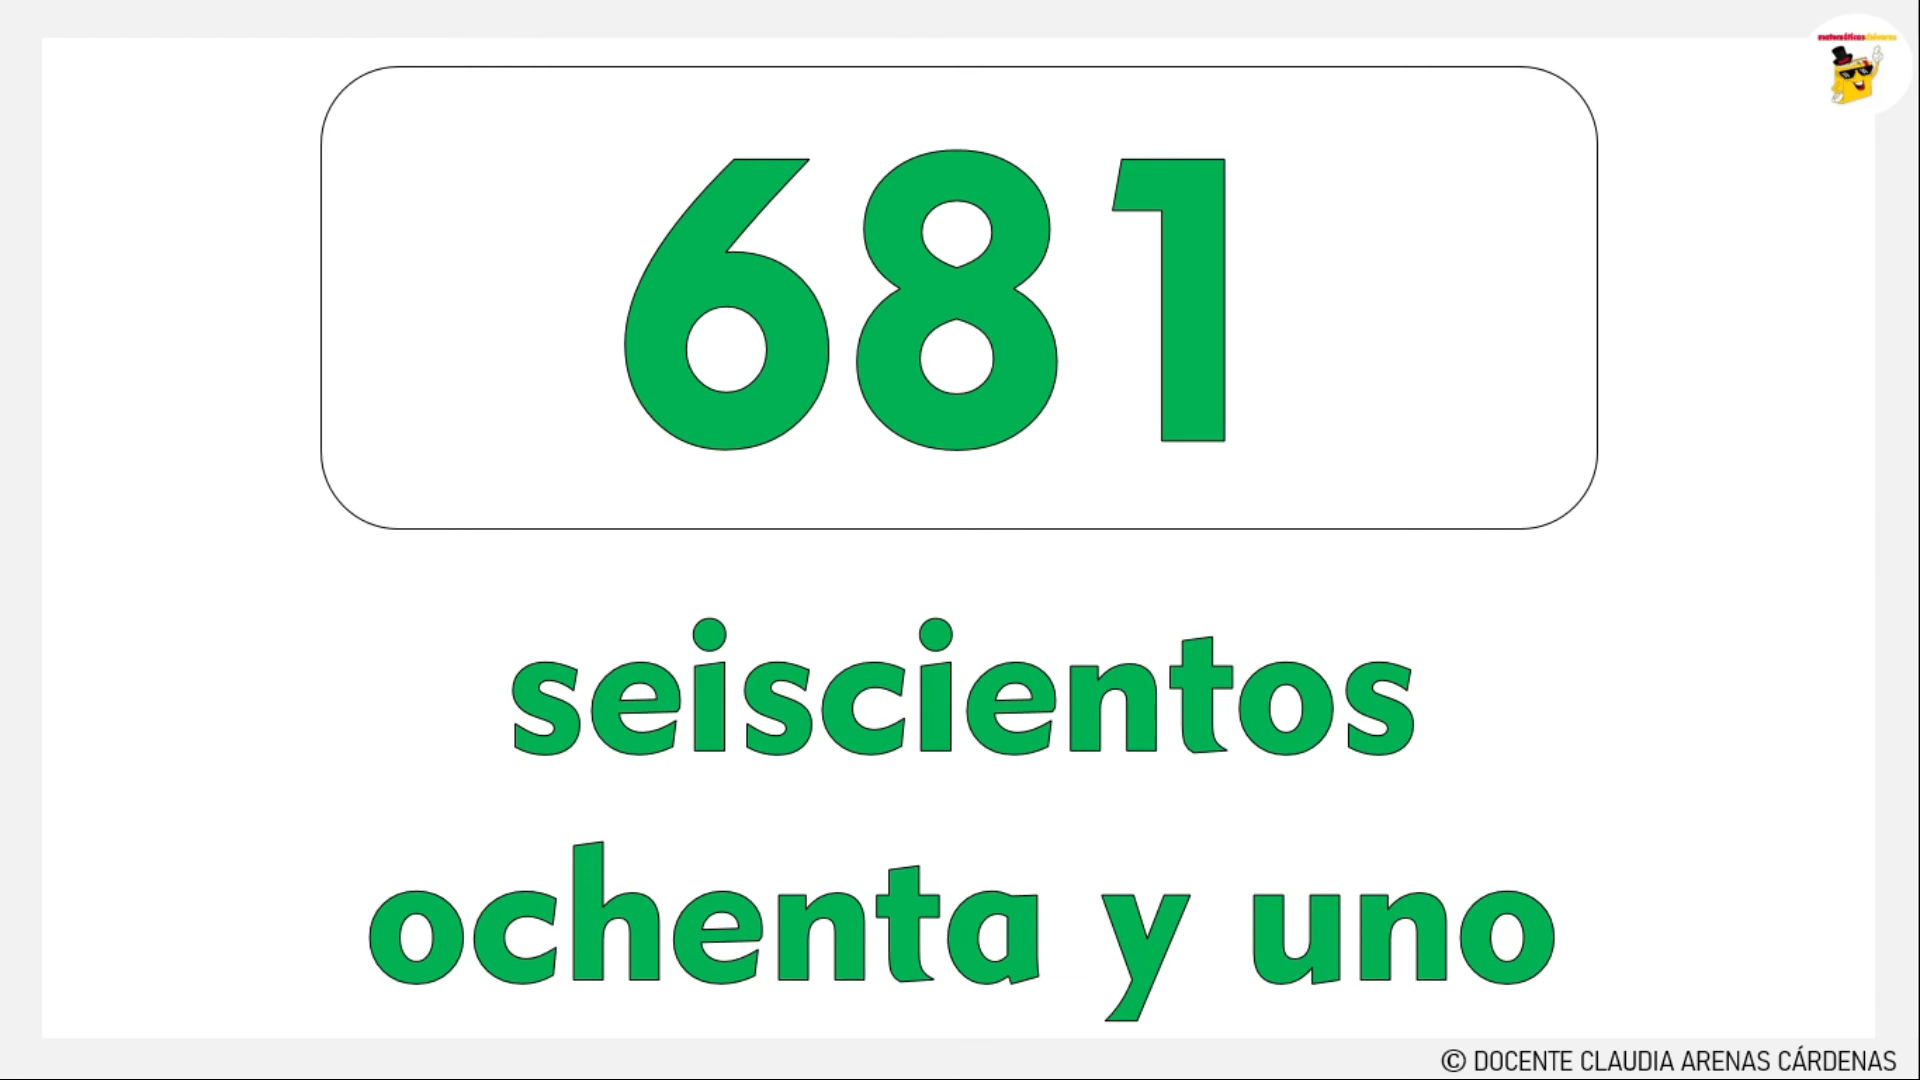 681
seiscientos
ochenta y uno
© DOCENTE CLAUDIA ARENAS CÁRDENAS